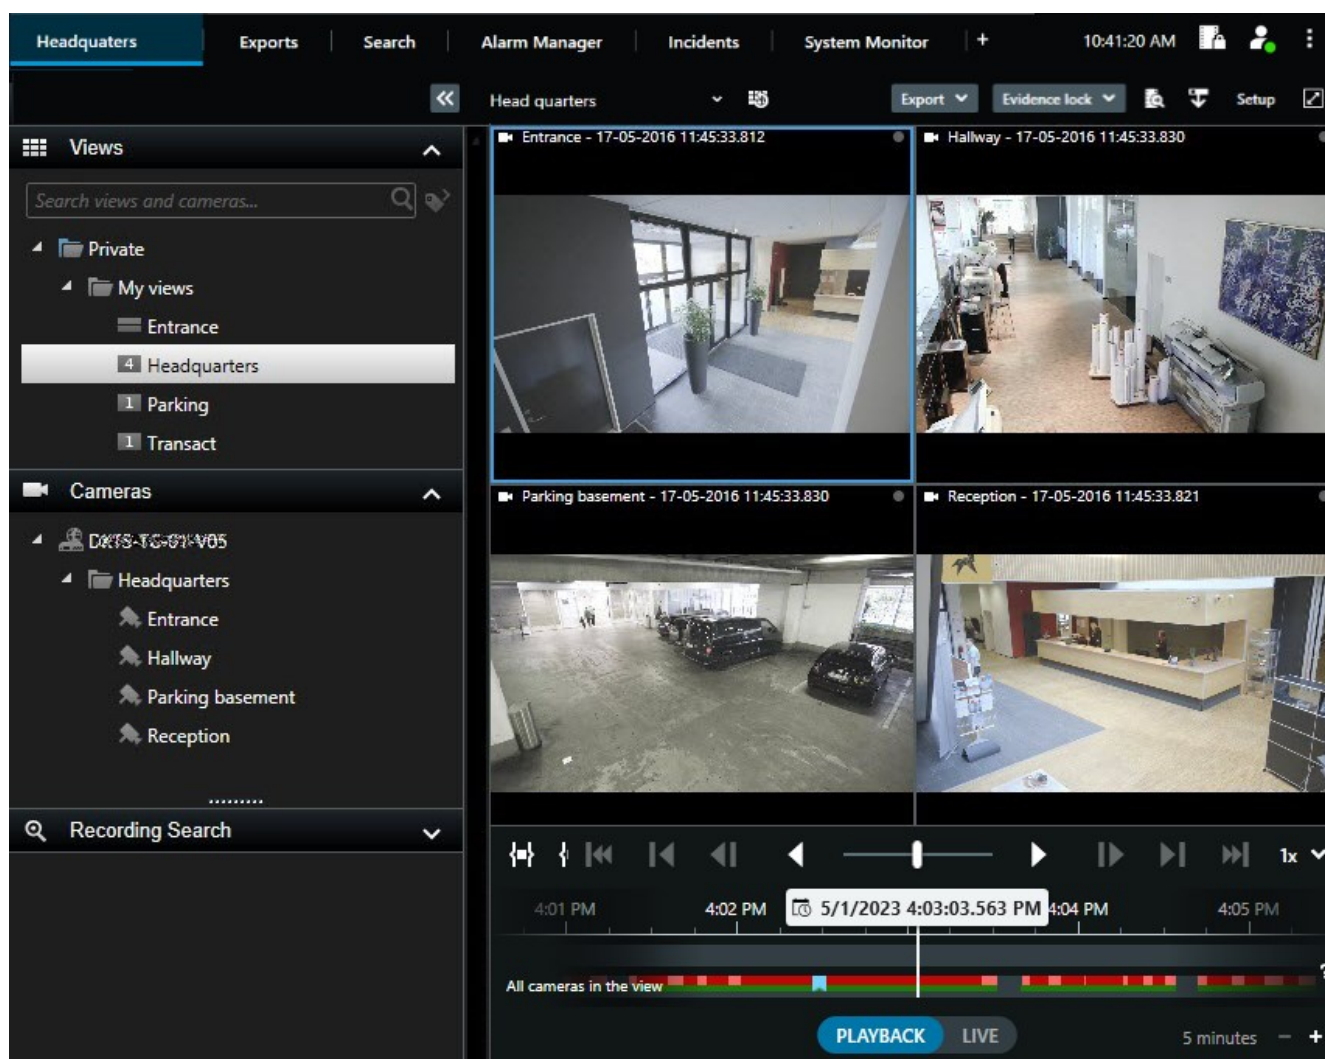 Headquaters Exports Search Alarm Manager Incidents System Monitor + 10:41:20 AM
Head quarters Export Evidence lock Setup
Views
Search views and cameras...
Private
My views
Entrance
4 Headquarters
1 Parking
1 Transact
Cameras
Headquarters
Entrance
Hallway
Parking basement
Reception
Recording Search
Entrance - 17-05-2016 11:45:33.812
Hallway - 17-05-2016 11:45:33.830
Parking basement - 17-05-2016 11:45:33.830
Reception - 17-05-2016 11:45:33.821
1x
4:01 PM 4:02 PM 5/1/2023 4:03:03.563 PM 4:04 PM 4:05 PM
All cameras in the view
PLAYBACK LIVE 5 minutes - +